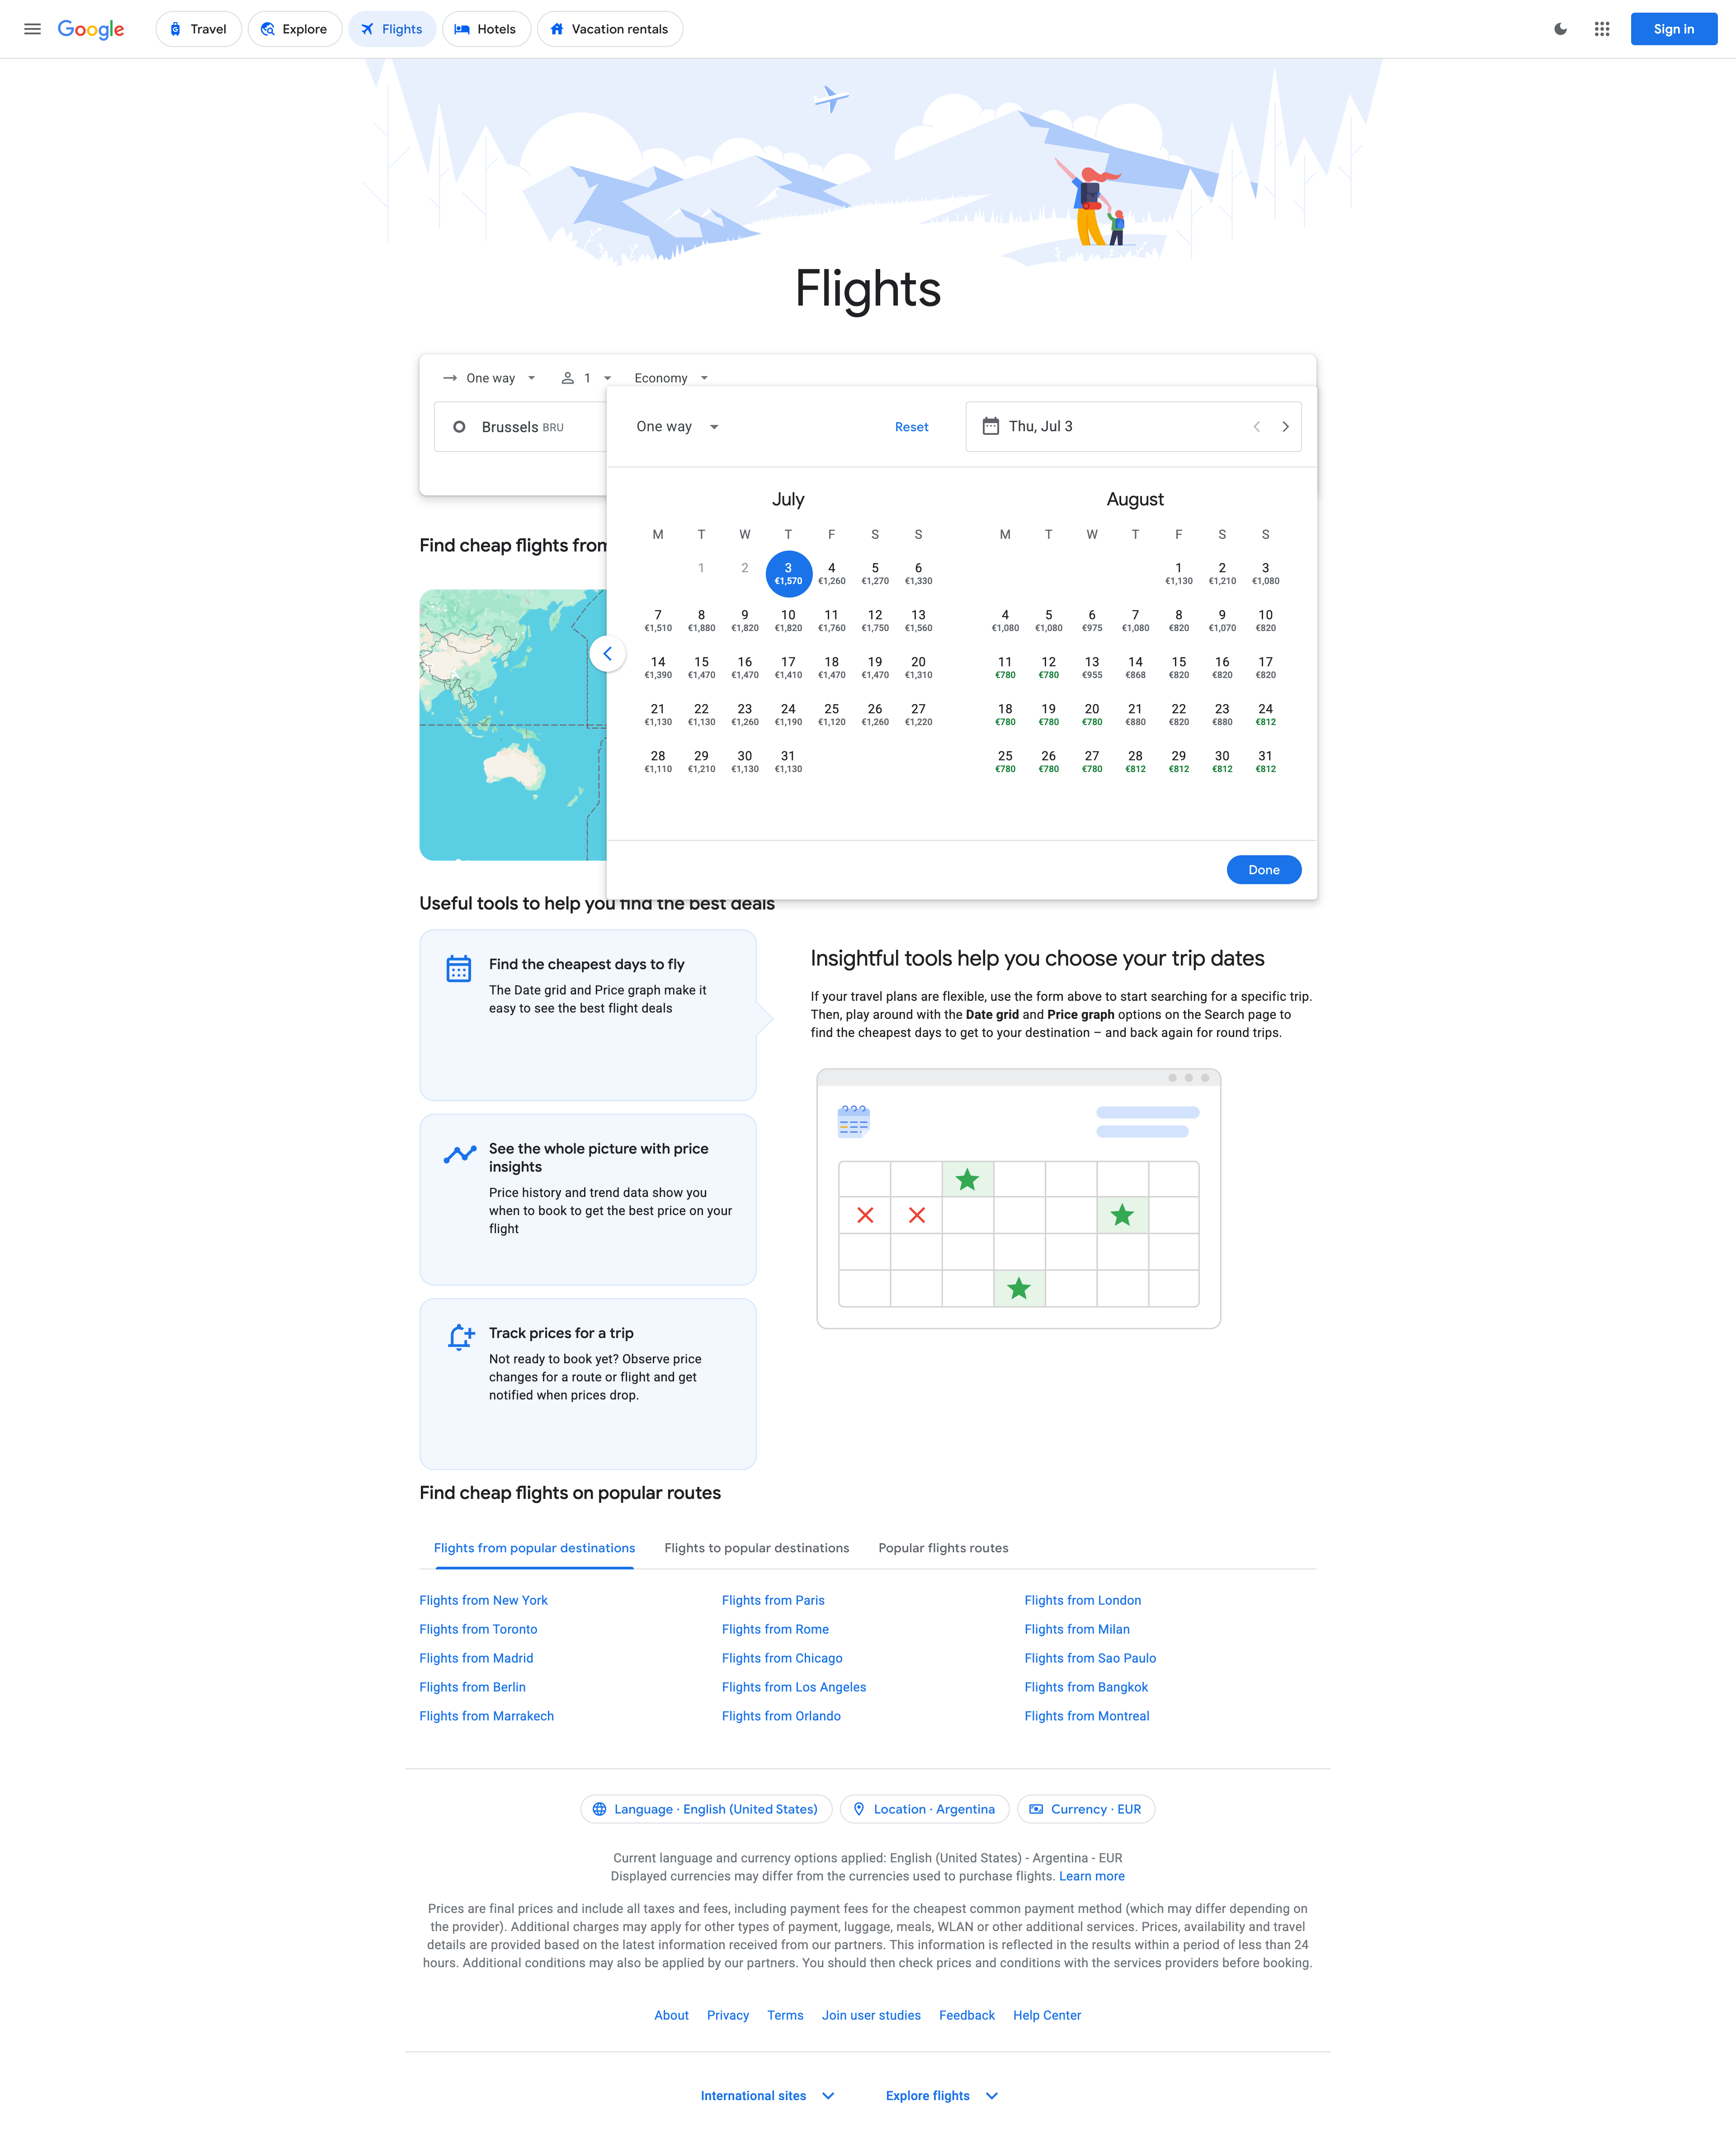 Google
Travel
Explore
Flights
Hotels
Vacation rentals
Sign in
Flights
One way
1
Economy
Brussels BRU
One way
Reset
Thu, Jul 3
July
M T W T F S S
1 2 3 4 5 6
€1,570 €1,260 €1,270 €1,330
7 8 9 10 11 12 13
€1,510 €1,880 €1,820 €1,820 €1,760 €1,750 €1,560
14 15 16 17 18 19 20
€1,390 €1,470 €1,470 €1,410 €1,470 €1,470 €1,310
21 22 23 24 25 26 27
€1,130 €1,130 €1,260 €1,190 €1,120 €1,260 €1,220
28 29 30 31
€1,110 €1,210 €1,130 €1,130
August
M T W T F S S
1 2 3
€1,130 €1,210 €1,080
4 5 6 7 8 9 10
€1,080 €1,080 €975 €1,080 €820 €1,070 €820
11 12 13 14 15 16 17
€780 €780 €955 €868 €820 €820 €820
18 19 20 21 22 23 24
€780 €780 €780 €880 €820 €880 €812
25 26 27 28 29 30 31
€780 €780 €780 €812 €812 €812 €812
Done
Find cheap flights from
Useful tools to help you find the best deals
Find the cheapest days to fly
The Date grid and Price graph make it
easy to see the best flight deals
See the whole picture with price
insights
Price history and trend data show you
when to book to get the best price on your
flight
Track prices for a trip
Not ready to book yet? Observe price
changes for a route or flight and get
notified when prices drop.
Insightful tools help you choose your trip dates
If your travel plans are flexible, use the form above to start searching for a specific trip.
Then, play around with the Date grid and Price graph options on the Search page to
find the cheapest days to get to your destination – and back again for round trips.
Find cheap flights on popular routes
Flights from popular destinations
Flights to popular destinations
Popular flights routes
Flights from New York
Flights from Paris
Flights from London
Flights from Toronto
Flights from Rome
Flights from Milan
Flights from Madrid
Flights from Chicago
Flights from Sao Paulo
Flights from Berlin
Flights from Los Angeles
Flights from Bangkok
Flights from Marrakech
Flights from Orlando
Flights from Montreal
Language · English (United States)
Location · Argentina
Currency · EUR
Current language and currency options applied: English (United States) - Argentina - EUR
Displayed currencies may differ from the currencies used to purchase flights. Learn more
Prices are final prices and include all taxes and fees, including payment fees for the cheapest common payment method (which may differ depending on
the provider). Additional charges may apply for other types of payment, luggage, meals, WLAN or other additional services. Prices, availability and travel
details are provided based on the latest information received from our partners. This information is reflected in the results within a period of less than 24
hours. Additional conditions may also be applied by our partners. You should then check prices and conditions with the services providers before booking.
About
Privacy
Terms
Join user studies
Feedback
Help Center
International sites
Explore flights